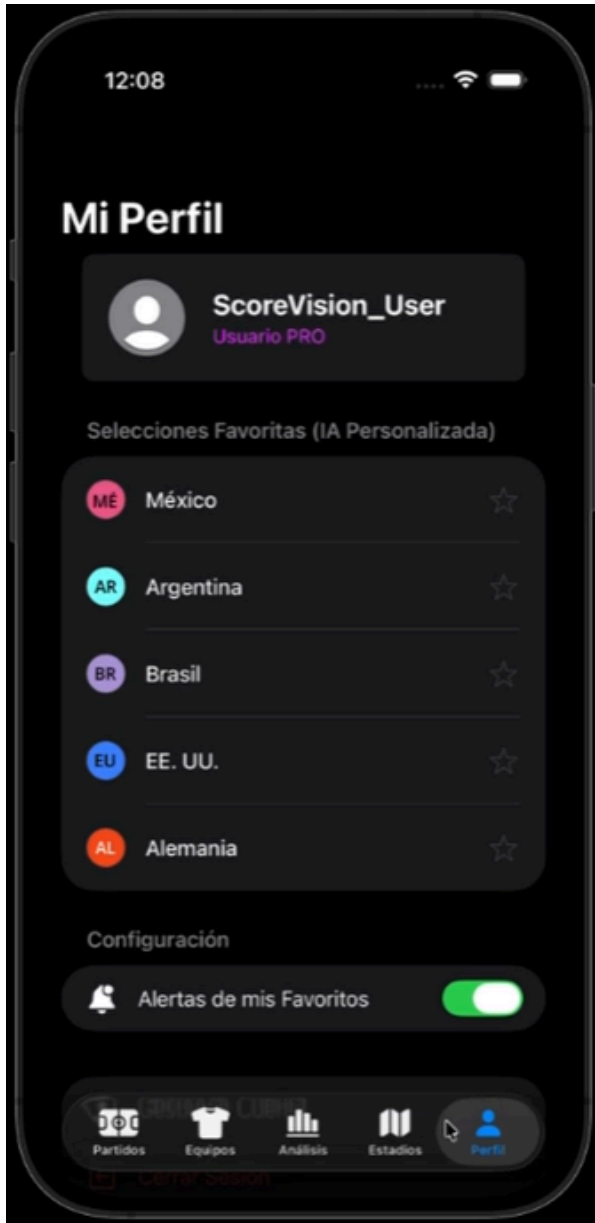 12:08
Mi Perfil
ScoreVision_User
Usuario PRO
Selecciones Favoritas (IA Personalizada)
MÉ México
AR Argentina
BR Brasil
EU EE. UU.
AL Alemania
Configuración
Alertas de mis Favoritos
Partidos Equipos Análisis Estadios Perfil
Cerrar Sesión